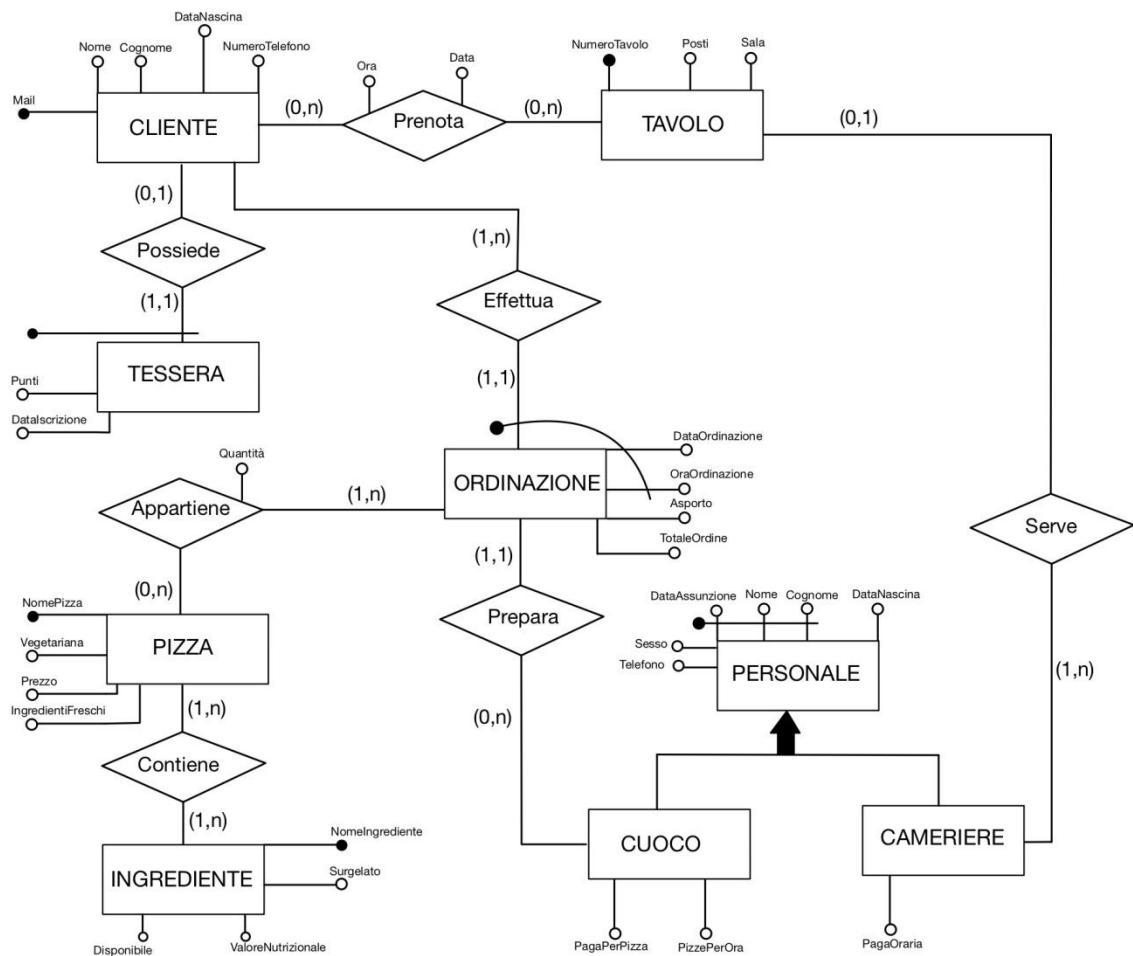 DataNascina
Nome
Cognome
NumeroTelefono
Mail
CLIENTE
(0,n)
Ora
Data
Prenota
(0,n)
NumeroTavolo
Posti
Sala
TAVOLO
(0,1)
(0,1)
Possiede
(1,1)
(1,n)
Effettua
(1,1)
TESSERA
Punti
DataIscrizione
Quantità
Appartiene
(1,n)
(0,n)
ORDINAZIONE
DataOrdinazione
OraOrdinazione
Asporto
TotaleOrdine
(1,1)
Prepara
(0,n)
Serve
(1,n)
NomePizza
Vegetariana
Prezzo
IngredientiFreschi
PIZZA
(1,n)
Contiene
(1,n)
DataAssunzione
Nome
Cognome
DataNascina
Sesso
Telefono
PERSONALE
NomeIngrediente
Surgelato
INGREDIENTE
Disponibile
ValoreNutrizionale
CUOCO
PagaPerPizza
PizzePerOra
CAMERIERE
PagaOraria